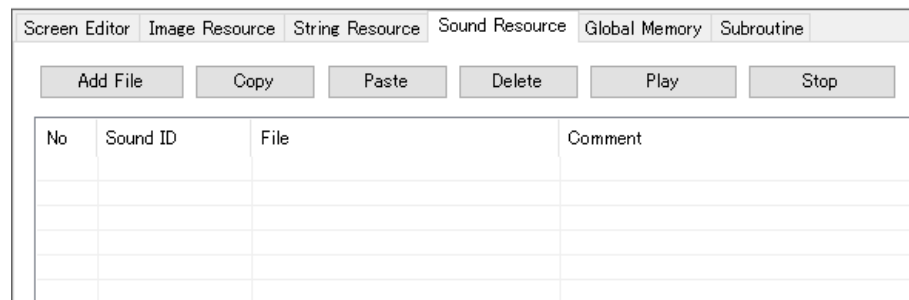 Screen Editor Image Resource String Resource Sound Resource Global Memory Subroutine
Add File Copy Paste Delete Play Stop
No Sound ID File Comment